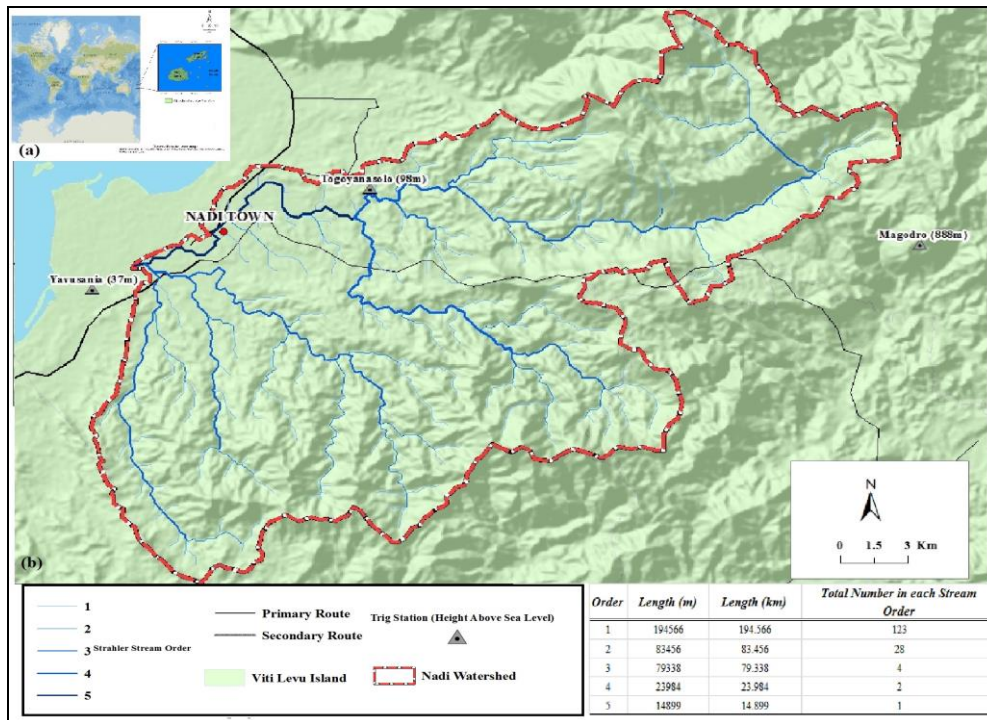 (a)
Togoyanasolo (98m)
NADI TOWN
Magodro (888m)
Yavusania (37m)
N
0 1.5 3 Km
(b)
1
2
3 Strahler Stream Order
4
5
Primary Route
Secondary Route
Viti Levu Island
Trig Station (Height Above Sea Level)
Nadi Watershed
Order Length (m) Length (km) Total Number in each Stream
Order
1 194566 194.566 123
2 83456 83.456 28
3 79338 79.338 4
4 23984 23.984 2
5 14899 14.899 1